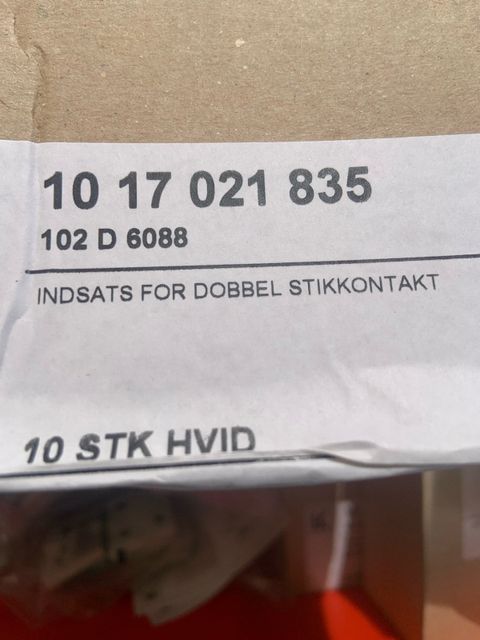 10 17 021 835
102 D 6088
INDSATS FOR DOBBEL STIKKONTAKT
10 STK HVID